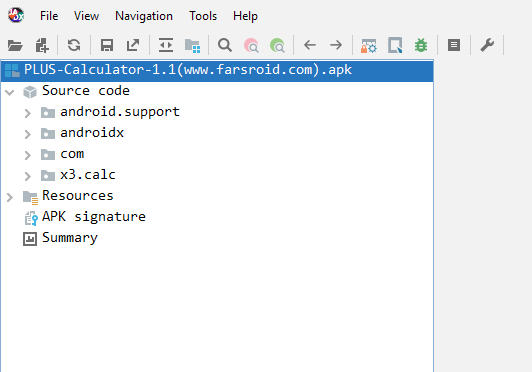 File View Navigation Tools Help
PLUS-Calculator-1.1(www.farsroid.com).apk
Source code
android.support
androidx
com
x3.calc
Resources
APK signature
Summary